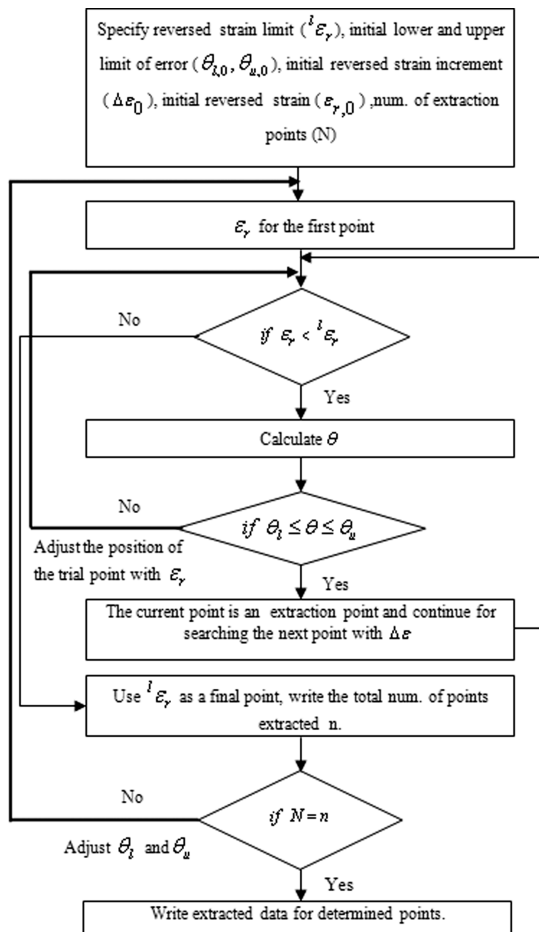 Specify reversed strain limit ( ˡεᵣ ), initial lower and upper
limit of error ( θ_{l,0}, θ_{u,0} ), initial reversed strain increment
( Δε₀ ), initial reversed strain ( ε_{r,0} ) ,num. of extraction
points (N)
εᵣ for the first point
No
if εᵣ < ˡεᵣ
Yes
Calculate θ
No
if θ_l ≤ θ ≤ θ_u
Adjust the position of
the trial point with εᵣ
Yes
The current point is an extraction point and continue for
searching the next point with Δε
Use ˡεᵣ as a final point, write the total num. of points
extracted n.
No
if N = n
Adjust θ_l and θ_u
Yes
Write extracted data for determined points.